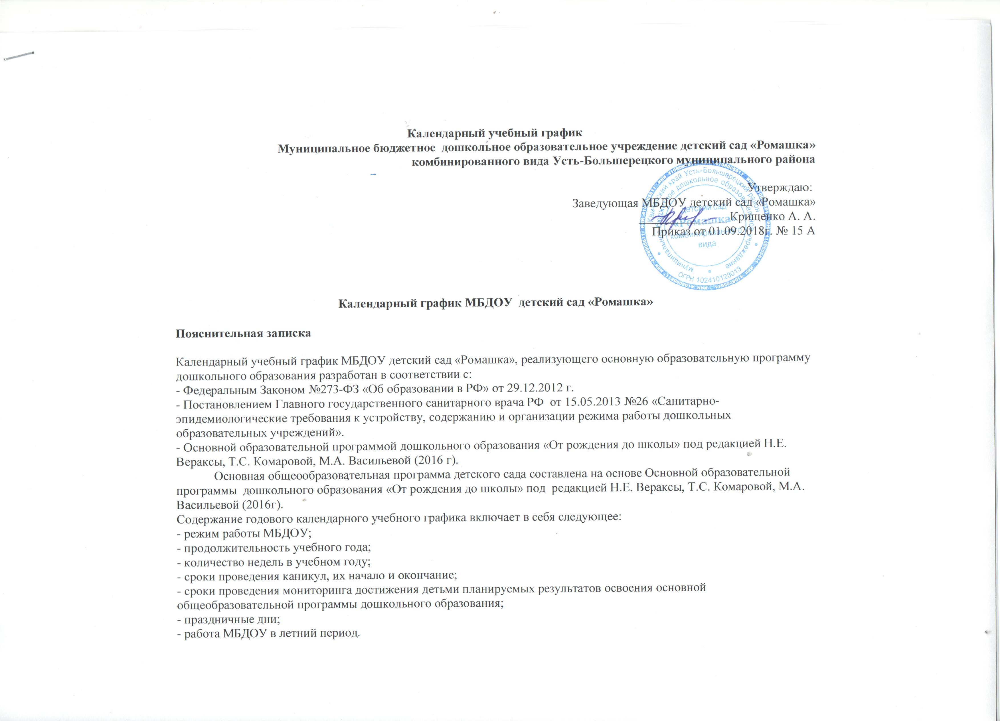 Календарный учебный график
Муниципальное бюджетное дошкольное образовательное учреждение детский сад «Ромашка»
комбинированного вида Усть-Большерецкого муниципального района
Утверждаю:
Заведующая МБДОУ детский сад «Ромашка»
Крищенко А. А.
Приказ от 01.09.2018г. № 15 А
Камчатский край Усть-Большерецкий район
муниципальное бюджетное дошкольное образовательное учреждение
детский сад
«Ромашка»
комбинированного
вида
ОГРН 102410123013
Календарный график МБДОУ детский сад «Ромашка»
Пояснительная записка
Календарный учебный график МБДОУ детский сад «Ромашка», реализующего основную образовательную программу
дошкольного образования разработан в соответствии с:
- Федеральным Законом №273-ФЗ «Об образовании в РФ» от 29.12.2012 г.
- Постановлением Главного государственного санитарного врача РФ от 15.05.2013 №26 «Санитарно-
эпидемиологические требования к устройству, содержанию и организации режима работы дошкольных
образовательных учреждений».
- Основной образовательной программой дошкольного образования «От рождения до школы» под редакцией Н.Е.
Вераксы, Т.С. Комаровой, М.А. Васильевой (2016 г).
Основная общеообразовательная программа детского сада составлена на основе Основной образовательной
программы дошкольного образования «От рождения до школы» под редакцией Н.Е. Вераксы, Т.С. Комаровой, М.А.
Васильевой (2016г).
Содержание годового календарного учебного графика включает в себя следующее:
- режим работы МБДОУ;
- продолжительность учебного года;
- количество недель в учебном году;
- сроки проведения каникул, их начало и окончание;
- сроки проведения мониторинга достижения детьми планируемых результатов освоения основной
общеобразовательной программы дошкольного образования;
- праздничные дни;
- работа МБДОУ в летний период.